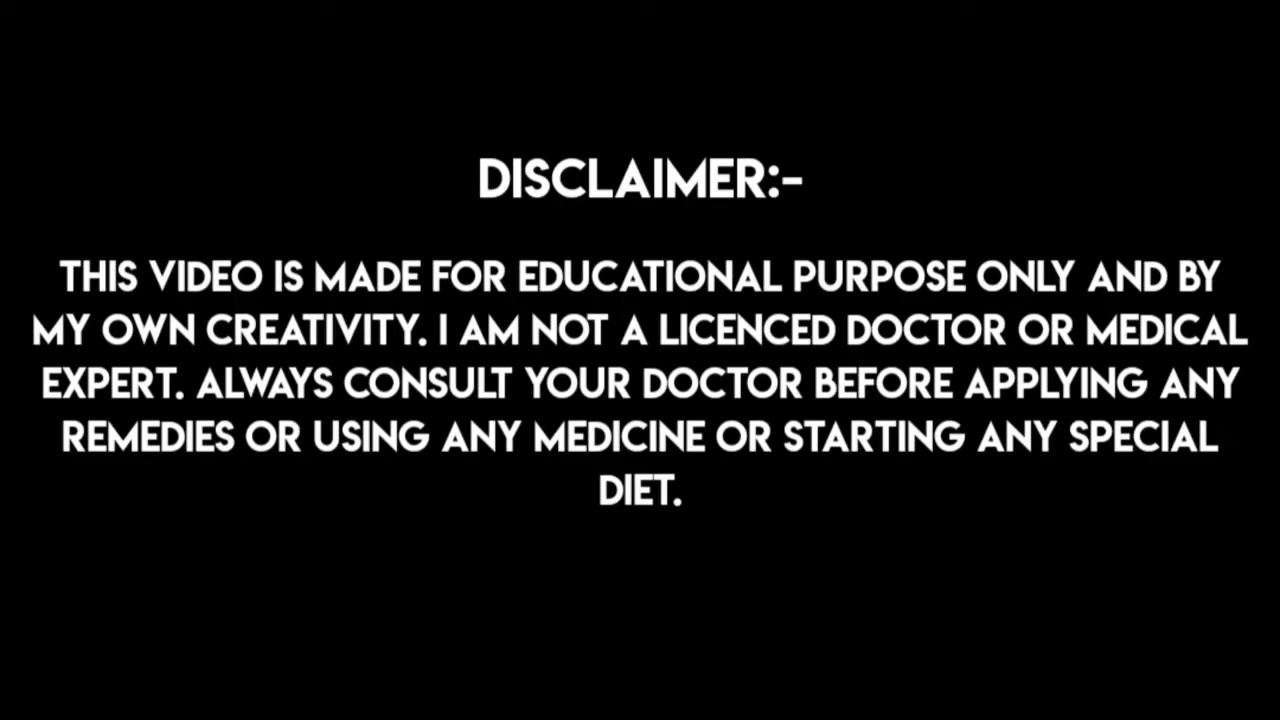 DISCLAIMER:-
THIS VIDEO IS MADE FOR EDUCATIONAL PURPOSE ONLY AND BY
MY OWN CREATIVITY. I AM NOT A LICENCED DOCTOR OR MEDICAL
EXPERT. ALWAYS CONSULT YOUR DOCTOR BEFORE APPLYING ANY
REMEDIES OR USING ANY MEDICINE OR STARTING ANY SPECIAL
DIET.